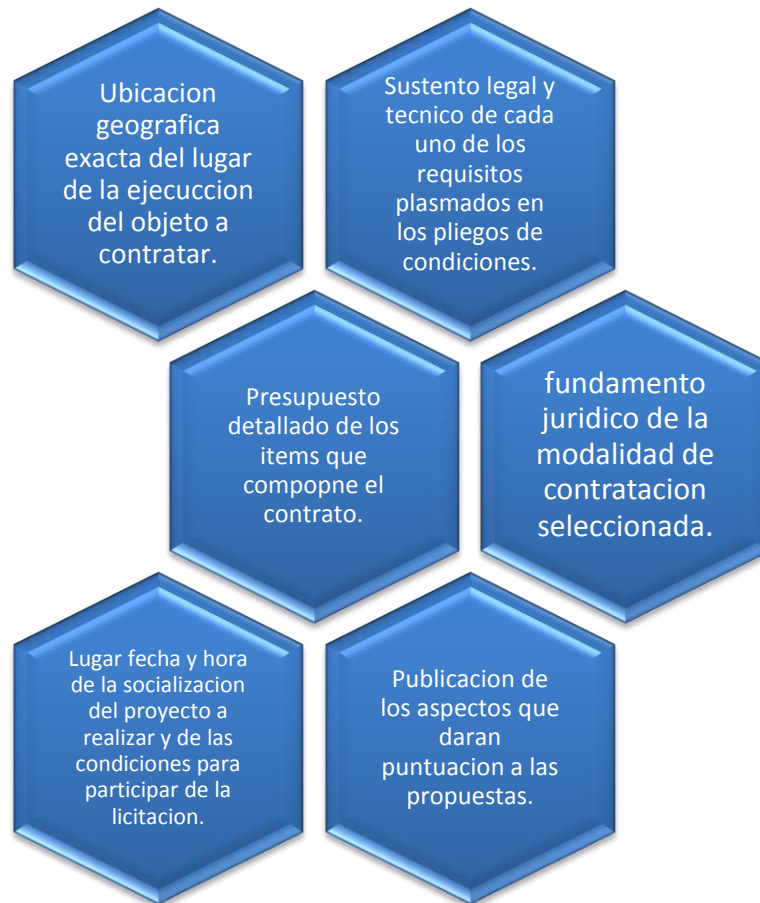 Ubicacion
geografica
exacta del lugar
de la ejecuccion
del objeto a
contratar.
Sustento legal y
tecnico de cada
uno de los
requisitos
plasmados en
los pliegos de
condiciones.
Presupuesto
detallado de los
items que
compopne el
contrato.
fundamento
juridico de la
modalidad de
contratacion
seleccionada.
Lugar fecha y hora
de la socializacion
del proyecto a
realizar y de las
condiciones para
participar de la
licitacion.
Publicacion de
los aspectos que
daran
puntuacion a las
propuestas.